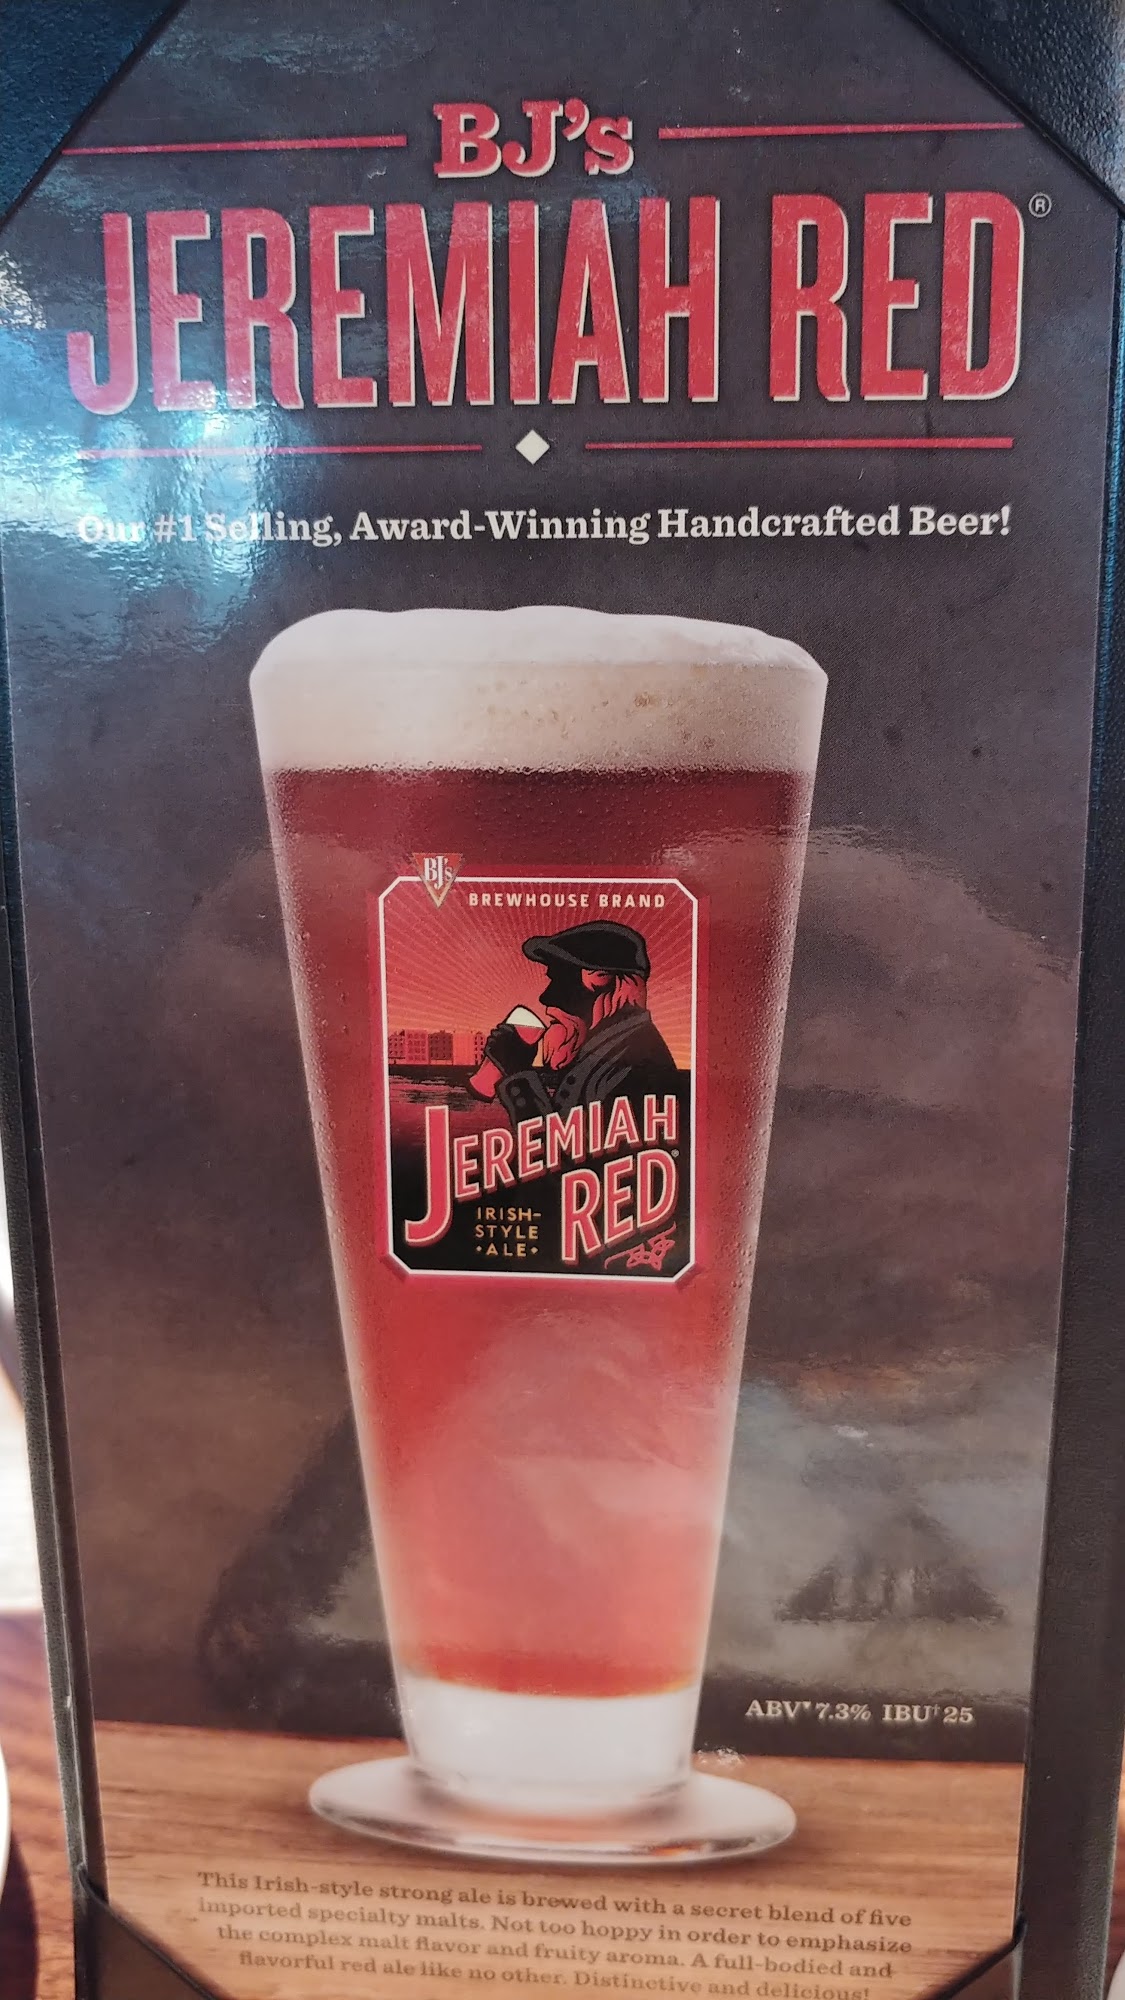 BJ's
JEREMIAH RED®
Our #1 Selling, Award-Winning Handcrafted Beer!
BJ's
BREWHOUSE BRAND
JEREMIAH
RED®
IRISH-
STYLE
•ALE•
ABV▾ 7.3% IBU† 25
This Irish-style strong ale is brewed with a secret blend of five
imported specialty malts. Not too hoppy in order to emphasize
the complex malt flavor and fruity aroma. A full-bodied and
flavorful red ale like no other. Distinctive and delicious!